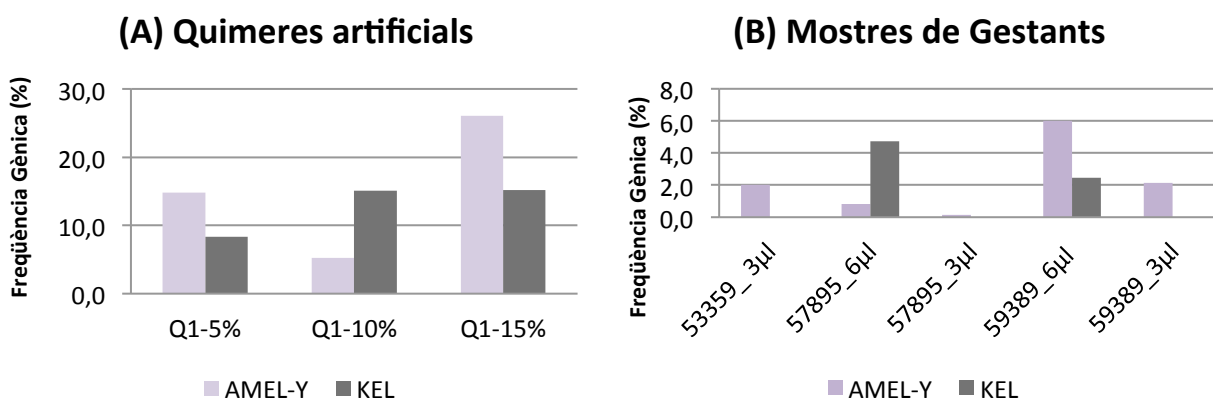 (A) Quimeres artificials
Freqüència Gènica (%)
30,0
20,0
10,0
0,0
Q1-5%
Q1-10%
Q1-15%
AMEL-Y
KEL
(B) Mostres de Gestants
Freqüència Gènica (%)
8,0
6,0
4,0
2,0
0,0
53359_ 3µl
57895_6µl
57895_3µl
59389_6µl
59389_3µl
AMEL-Y
KEL